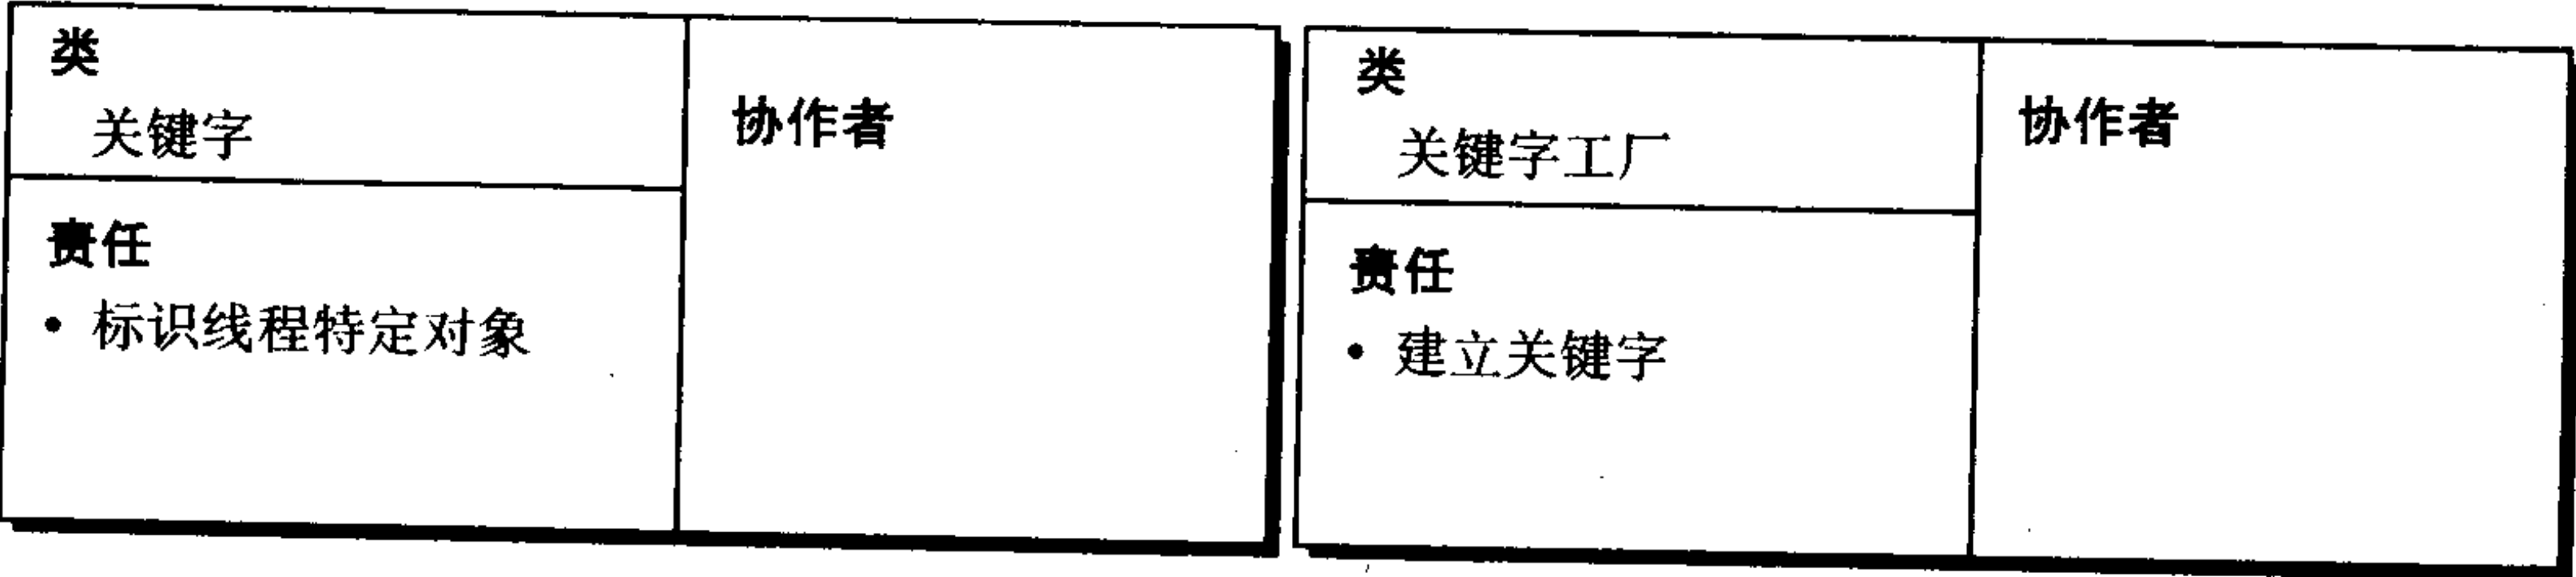 类
关键字
协作者
责任
• 标识线程特定对象
类
关键字工厂
协作者
责任
• 建立关键字